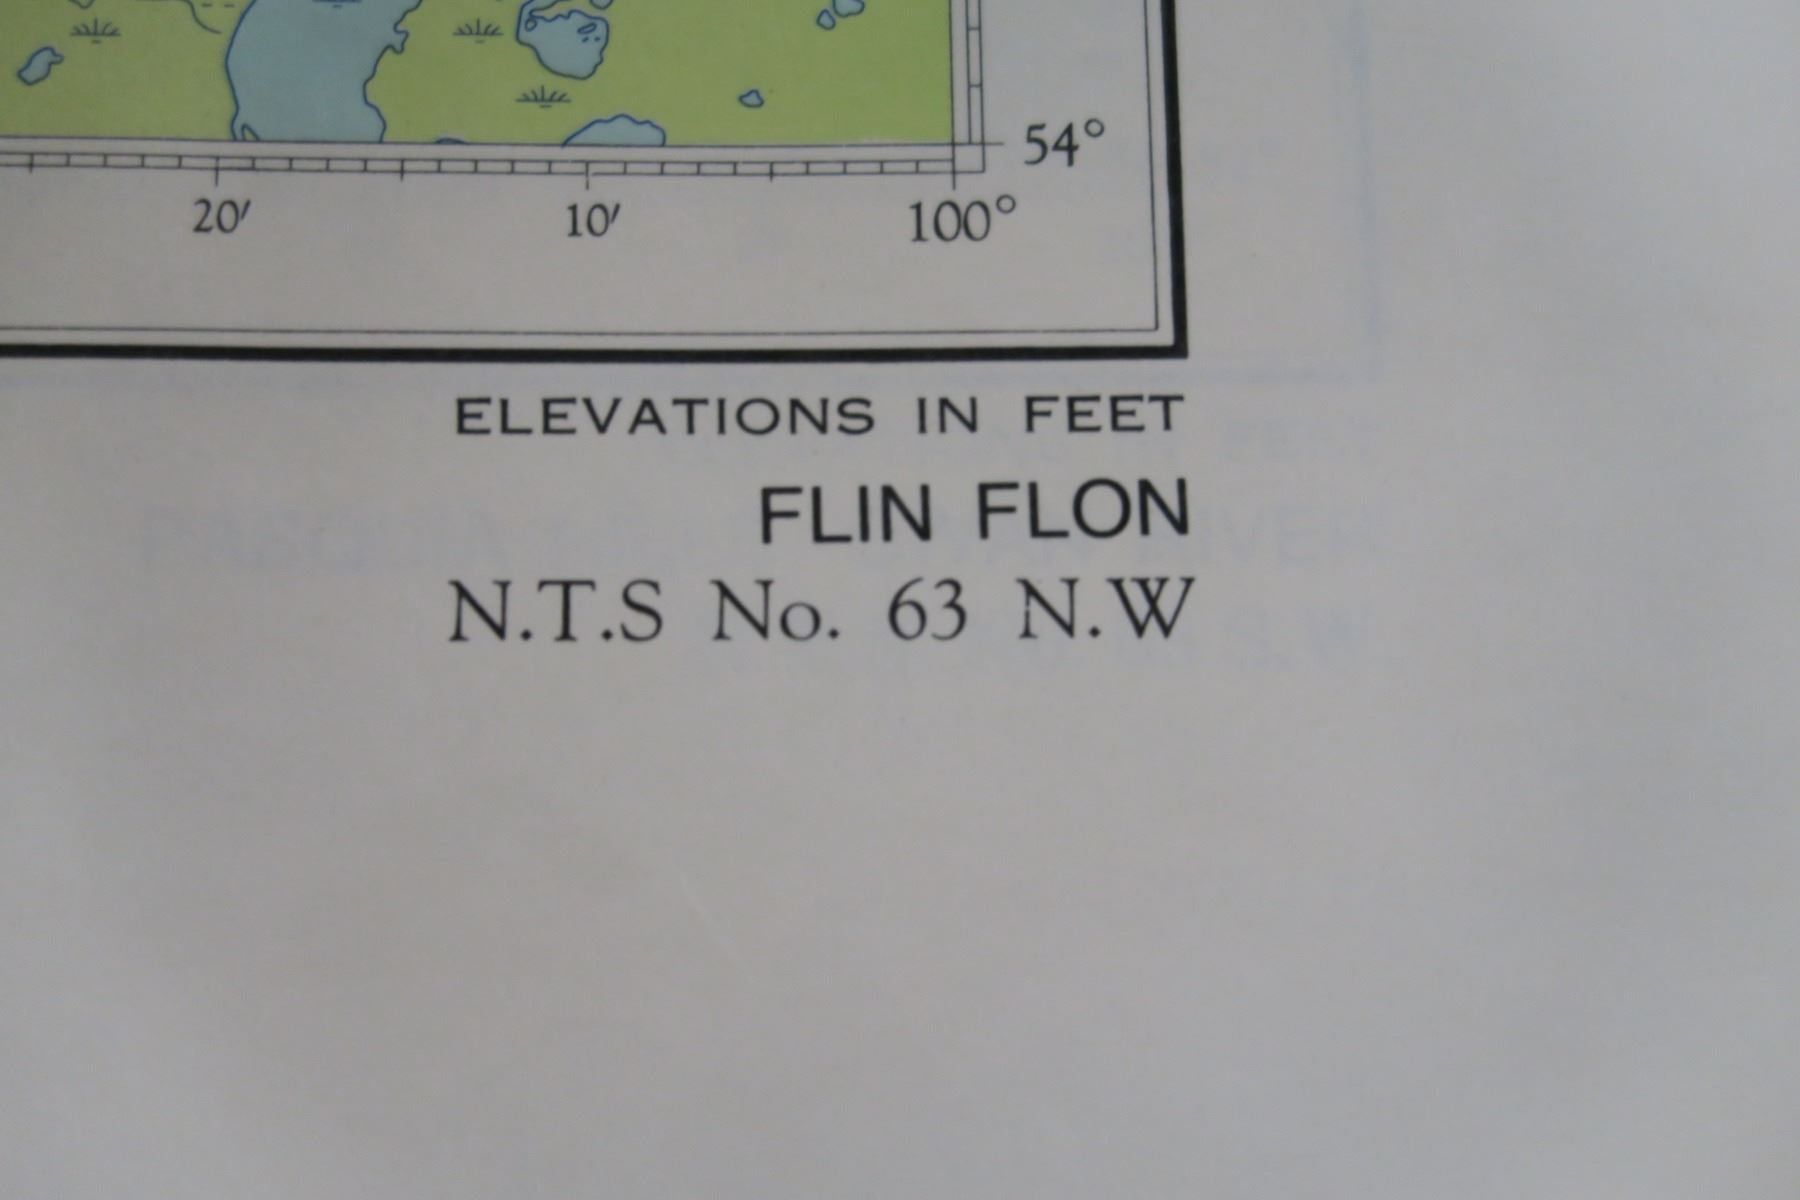 54°
20′ 10′ 100°
ELEVATIONS IN FEET
FLIN FLON
N.T.S No. 63 N.W